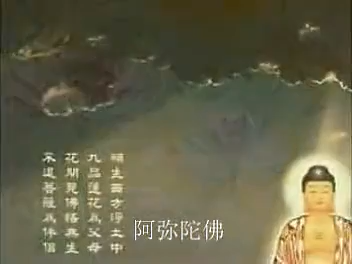 願生西方浄土中
九品蓮花為父母
花開見佛悟無生
不退菩薩為伴侶
阿弥陀佛